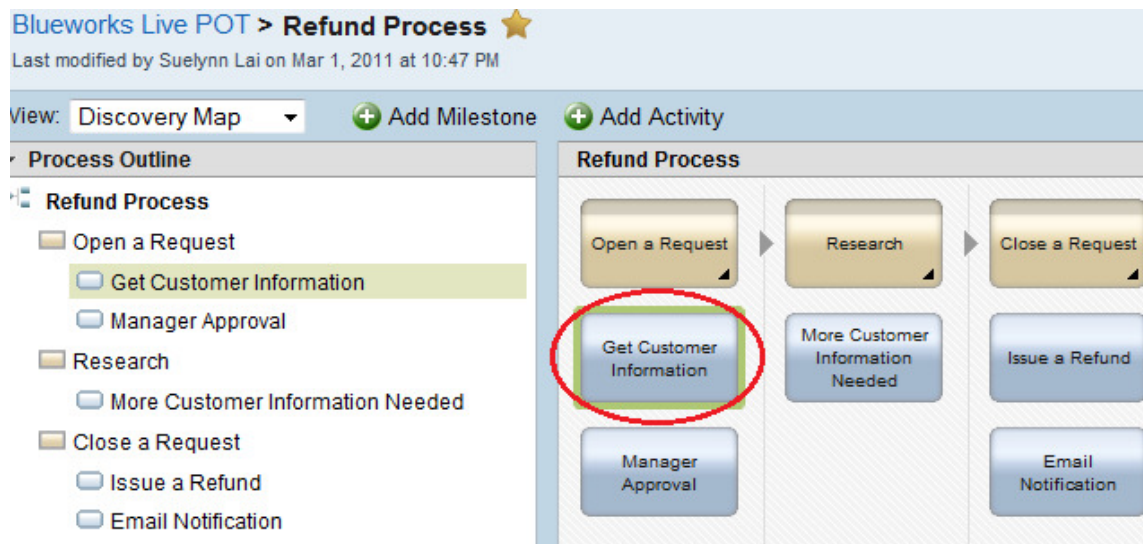 Blueworks Live POT > Refund Process
Last modified by Suelynn Lai on Mar 1, 2011 at 10:47 PM
View: Discovery Map
Add Milestone
Add Activity
Process Outline
Refund Process
Open a Request
Get Customer Information
Manager Approval
Research
More Customer Information Needed
Close a Request
Issue a Refund
Email Notification
Refund Process
Open a Request
Research
Close a Request
Get Customer
Information
More Customer
Information
Needed
Issue a Refund
Manager
Approval
Email
Notification